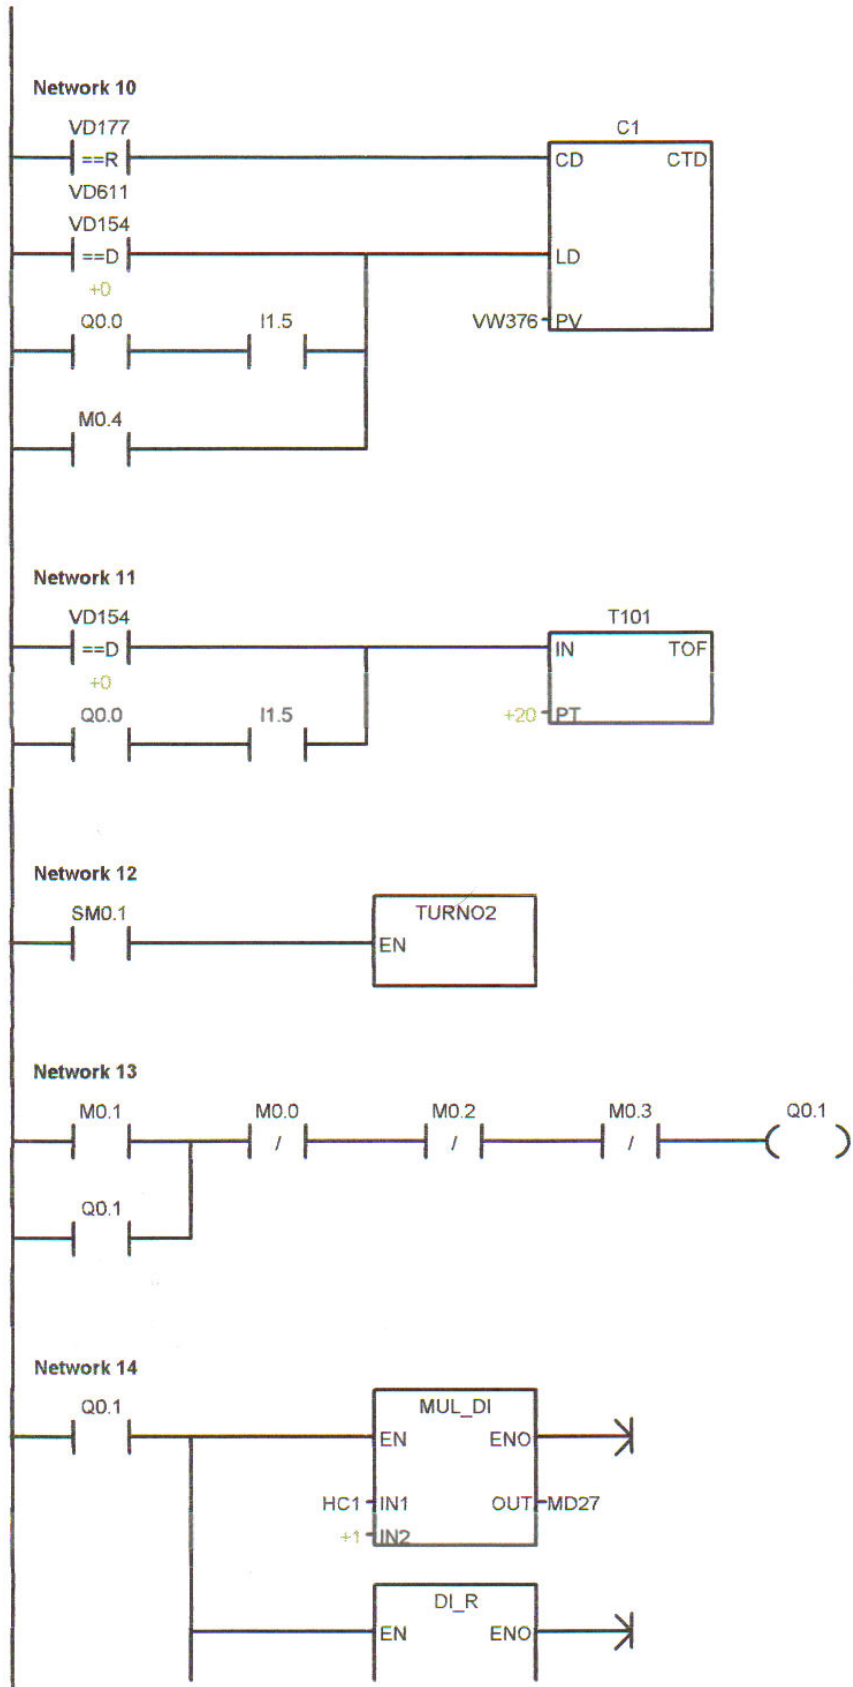 Network 10
VD177
C1
==R
CD CTD
VD611
VD154
==D
LD
+0
Q0.0 I1.5
VW376 PV
M0.4
Network 11
VD154
T101
==D
IN TOF
+0
Q0.0 I1.5
+20 PT
Network 12
SM0.1
TURNO2
EN
Network 13
M0.1 M0.0 M0.2 M0.3 Q0.1
/ / /
Q0.1
Network 14
Q0.1
MUL_DI
EN ENO
HC1 IN1 OUT MD27
+1 IN2
DI_R
EN ENO